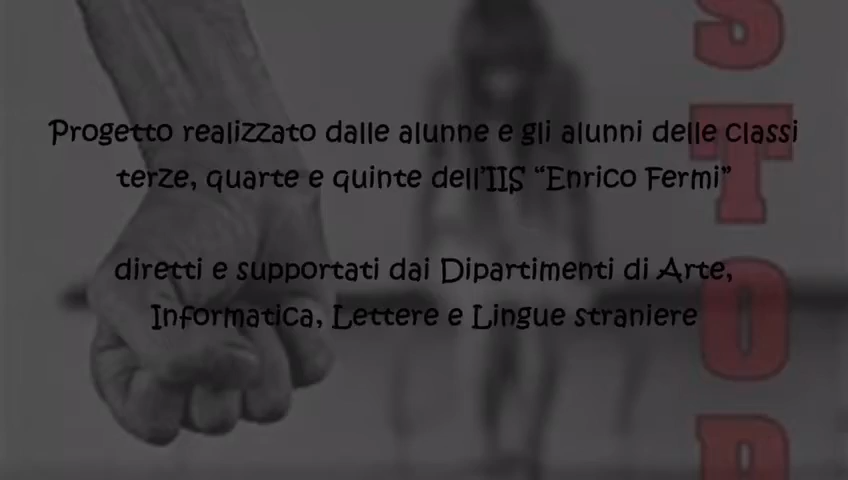 Progetto realizzato dalle alunne e gli alunni delle classi
terze, quarte e quinte dell'IIS “Enrico Fermi”
diretti e supportati dai Dipartimenti di Arte,
Informatica, Lettere e Lingue straniere
STOP